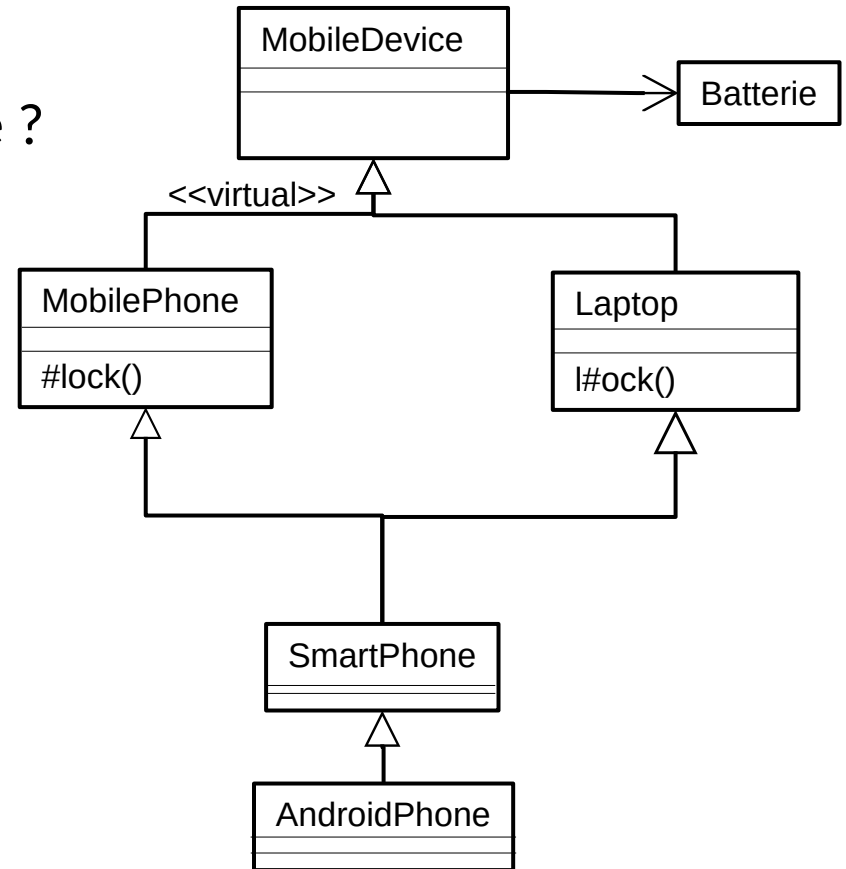 MobileDevice
Batterie
e ?
<<virtual>>
MobilePhone
Laptop
#lock()
l#ock()
SmartPhone
AndroidPhone